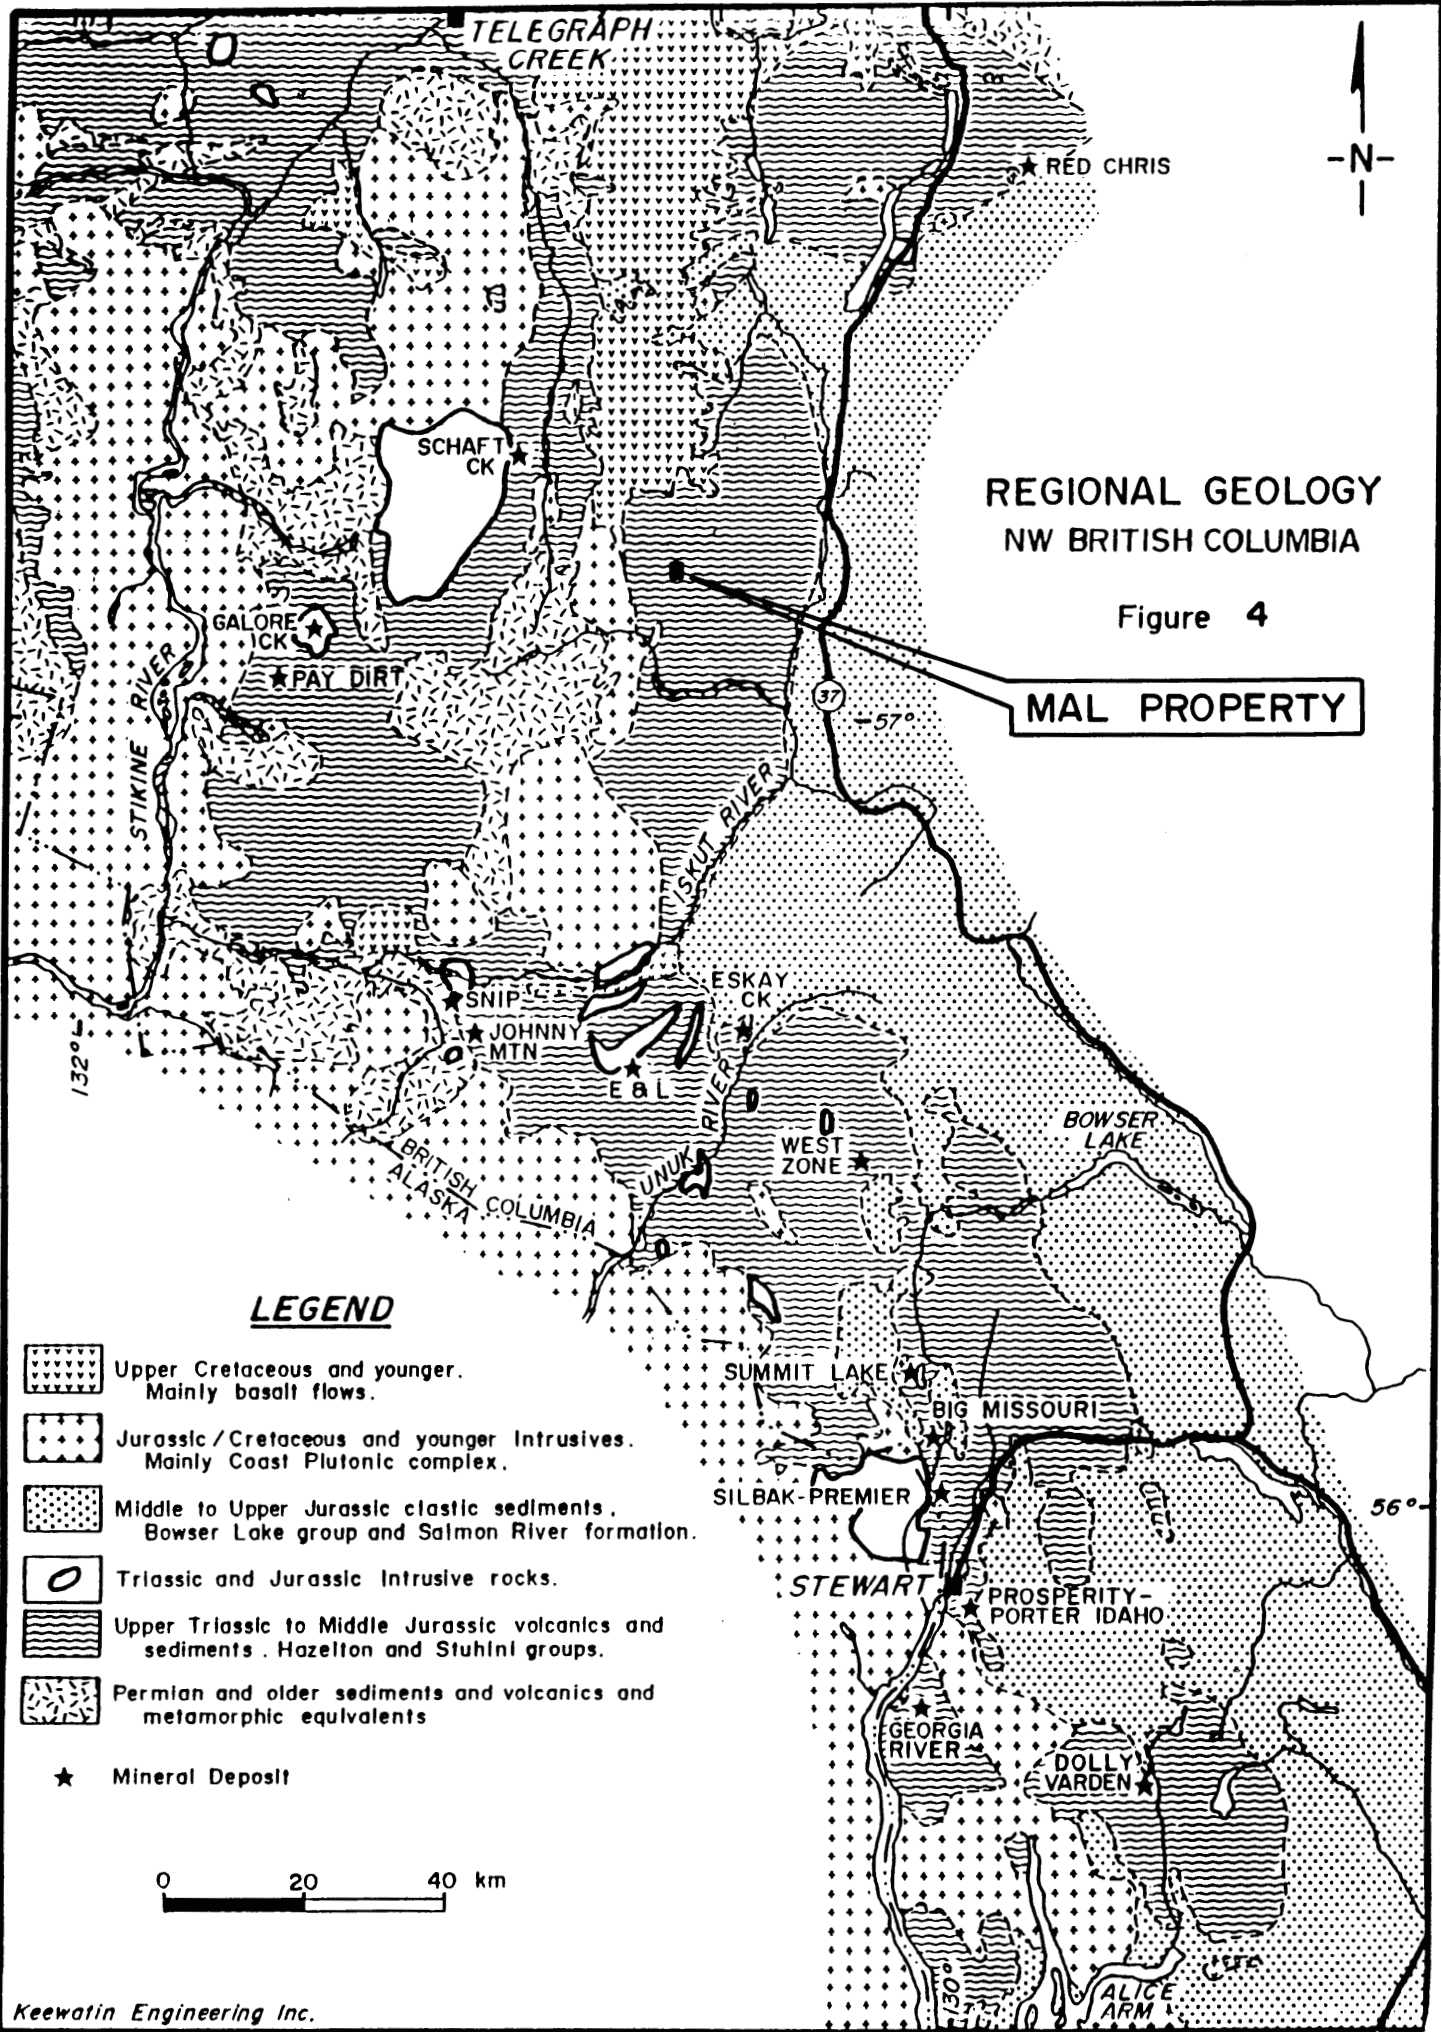 TELEGRAPH
CREEK
-N-
RED CHRIS
SCHAFT
CK
REGIONAL GEOLOGY
NW BRITISH COLUMBIA
Figure 4
GALORE
CK
PAY DIRT
MAL PROPERTY
37
57°
STIKINE RIVER
ISKUT RIVER
ESKAY
CK
SNIP
JOHNNY
MTN
E & L
132°
UNUK RIVER
BOWSER
LAKE
WEST
ZONE
BRITISH COLUMBIA
ALASKA
SUMMIT LAKE
BIG MISSOURI
SILBAK-PREMIER
56°
STEWART
PROSPERITY-
PORTER IDAHO
GEORGIA
RIVER
DOLLY
VARDEN
130°
ALICE
ARM
LEGEND
Upper Cretaceous and younger.
Mainly basalt flows.
Jurassic/Cretaceous and younger Intrusives.
Mainly Coast Plutonic complex.
Middle to Upper Jurassic clastic sediments.
Bowser Lake group and Salmon River formation.
Triassic and Jurassic Intrusive rocks.
Upper Triassic to Middle Jurassic volcanics and
sediments. Hazelton and Stuhini groups.
Permian and older sediments and volcanics and
metamorphic equivalents
Mineral Deposit
0 20 40 km
Keewatin Engineering Inc.